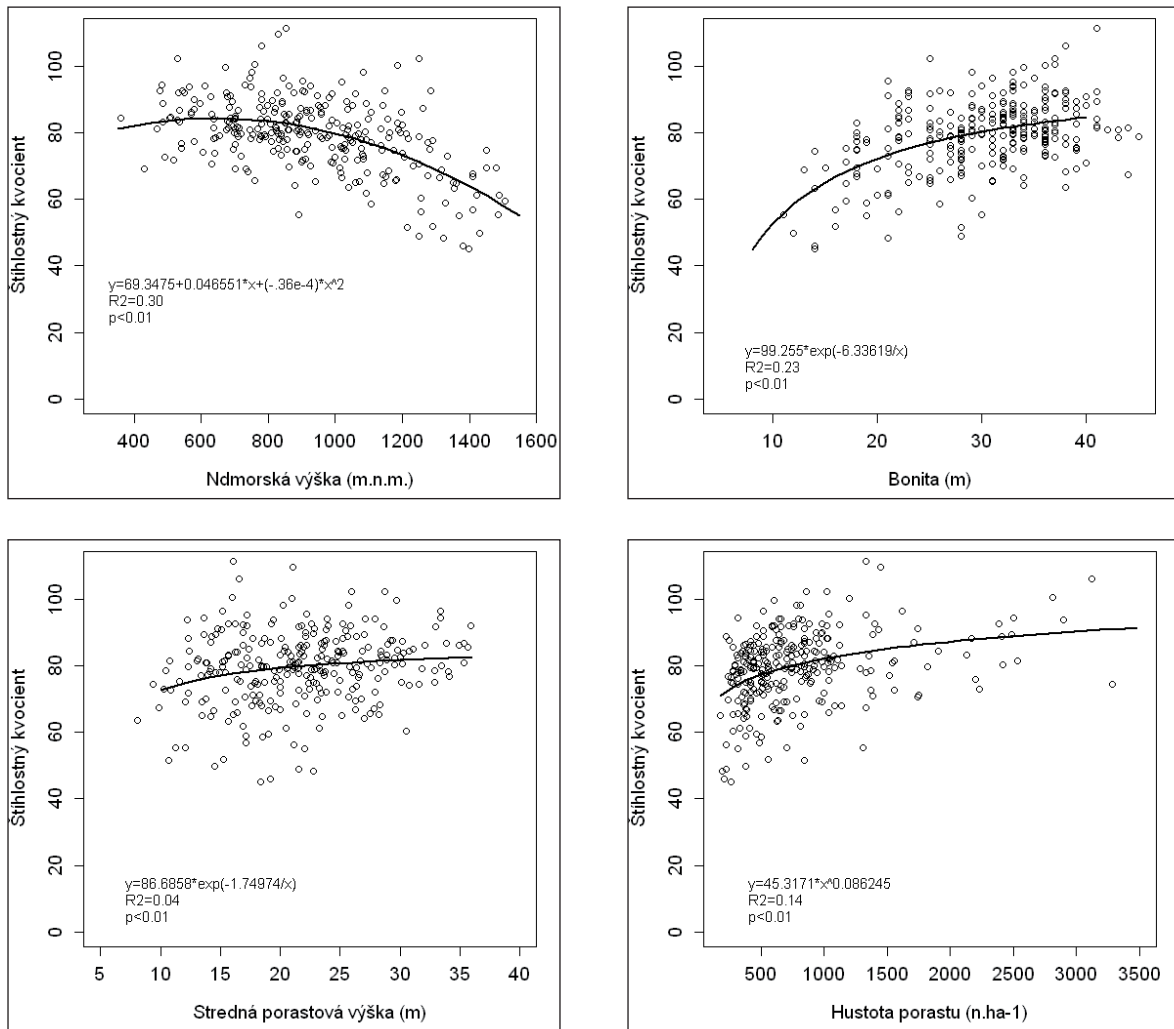 Štíhlostný kvocient
100
80
60
40
20
0
y=69.3475+0.046551*x+(-.36e-4)*x^2
R2=0.30
p<0.01
400 600 800 1000 1200 1400 1600
Ndmorská výška (m.n.m.)
Štíhlostný kvocient
100
80
60
40
20
0
y=99.255*exp(-6.33619/x)
R2=0.23
p<0.01
10 20 30 40
Bonita (m)
Štíhlostný kvocient
100
80
60
40
20
0
y=86.6858*exp(-1.74974/x)
R2=0.04
p<0.01
5 10 15 20 25 30 35 40
Stredná porastová výška (m)
Štíhlostný kvocient
100
80
60
40
20
0
y=45.3171*x^0.086245
R2=0.14
p<0.01
500 1000 1500 2000 2500 3000 3500
Hustota porastu (n.ha-1)